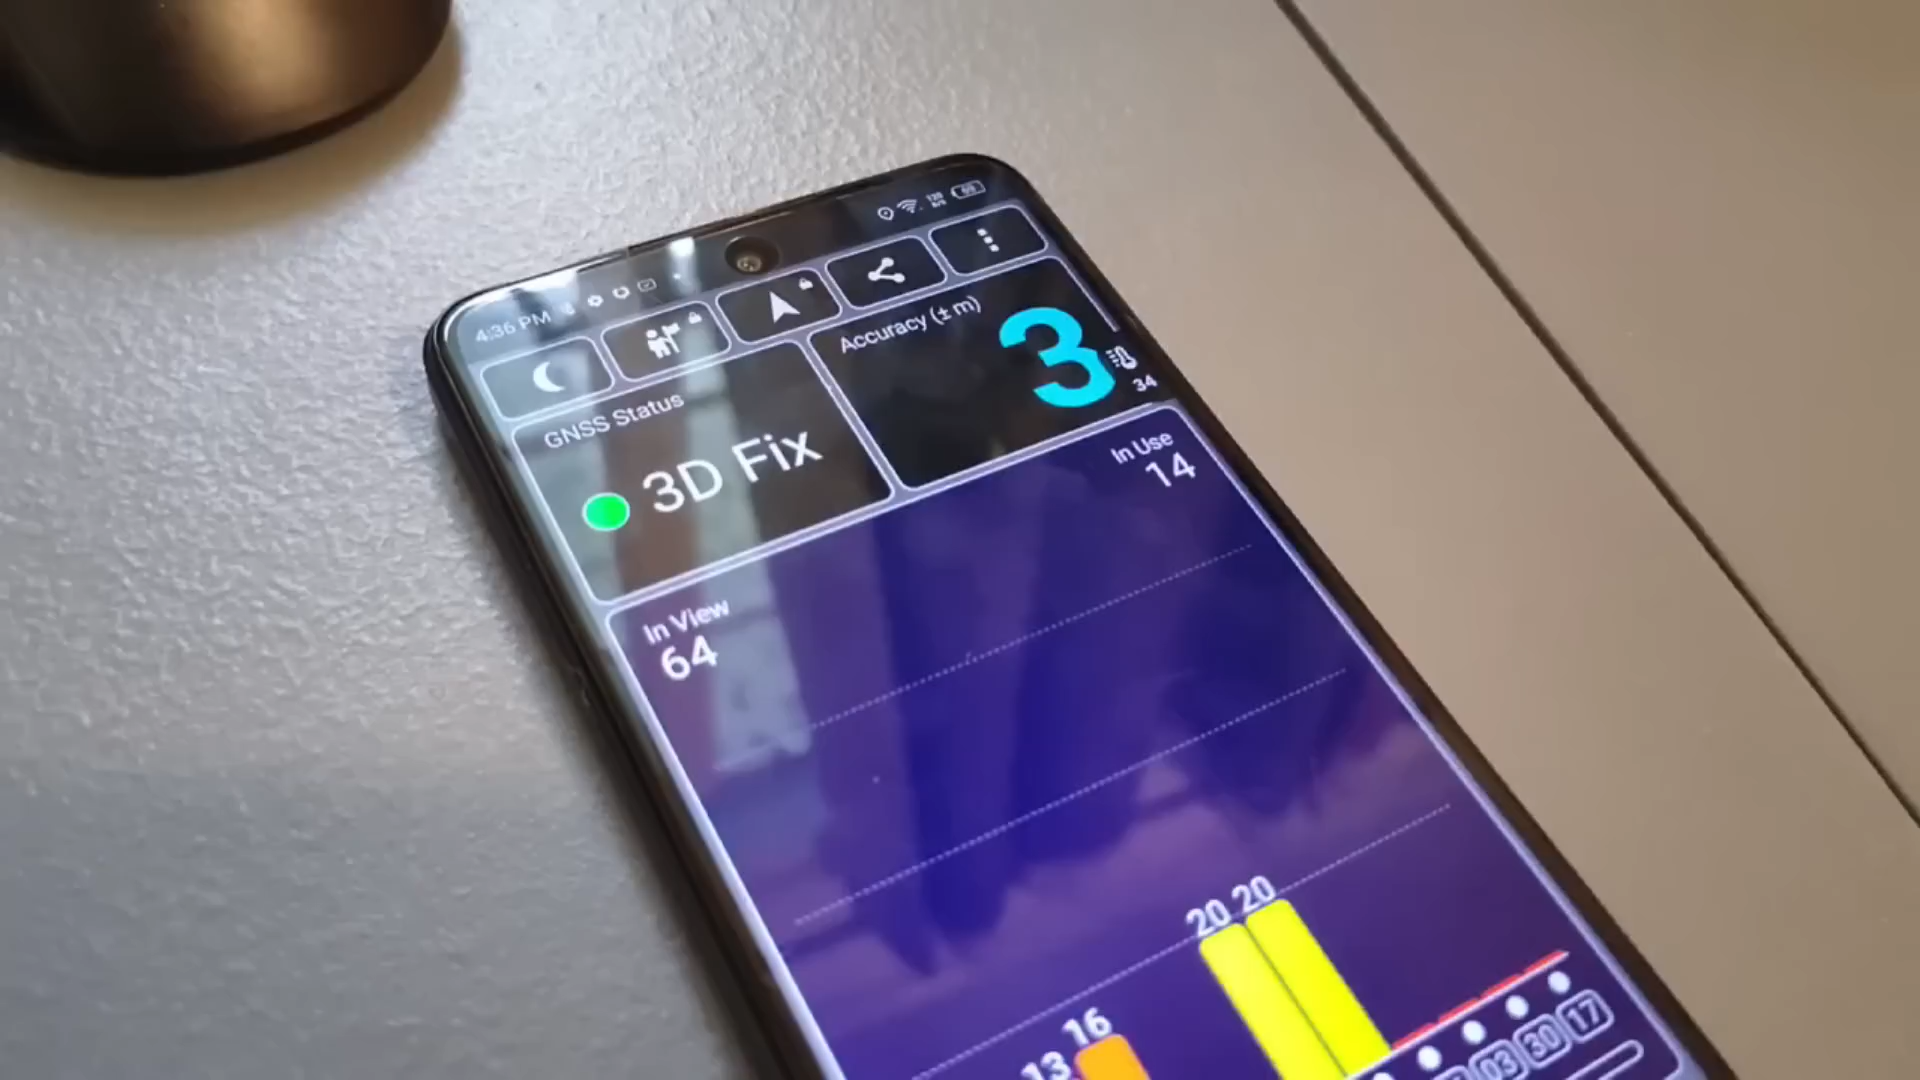 4:36 PM
Accuracy (± m)
3
34
GNSS Status
3D Fix
In Use
14
In View
64
20 20
16
13
03 30 17